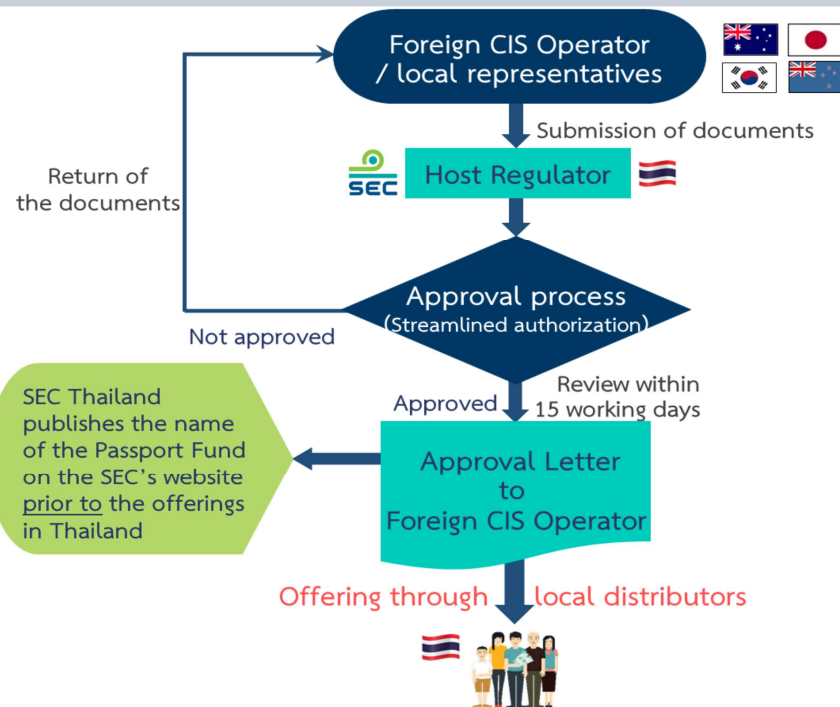 Foreign CIS Operator
/ local representatives
Submission of documents
SEC
Host Regulator
Return of
the documents
Approval process
(Streamlined authorization)
Not approved
Approved
Review within
15 working days
SEC Thailand
publishes the name
of the Passport Fund
on the SEC's website
prior to the offerings
in Thailand
Approval Letter
to
Foreign CIS Operator
Offering through local distributors